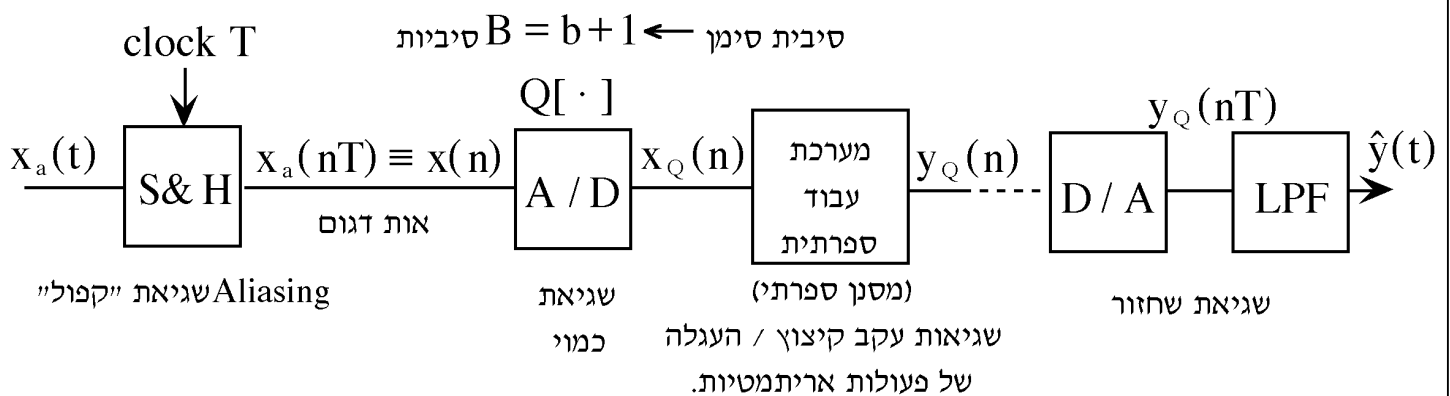 clock T
סיביות B = b+1 ← סיבית סימן
Q[ · ]
x_a(t)
S& H
x_a(nT) ≡ x(n)
אות דגום
A / D
x_Q(n)
מערכת
עבוד
ספרתית
y_Q(n)
D / A
y_Q(nT)
LPF
ŷ(t)
שגיאת "קפול" Aliasing
שגיאת
כמוי
(מסנן ספרתי)
שגיאות עקב קיצוץ / העגלה
של פעולות אריתמטיות.
שגיאת שחזור